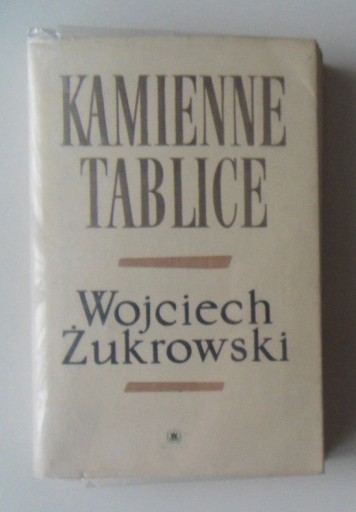 KAMIENNE
TABLICE
Wojciech
Żukrowski